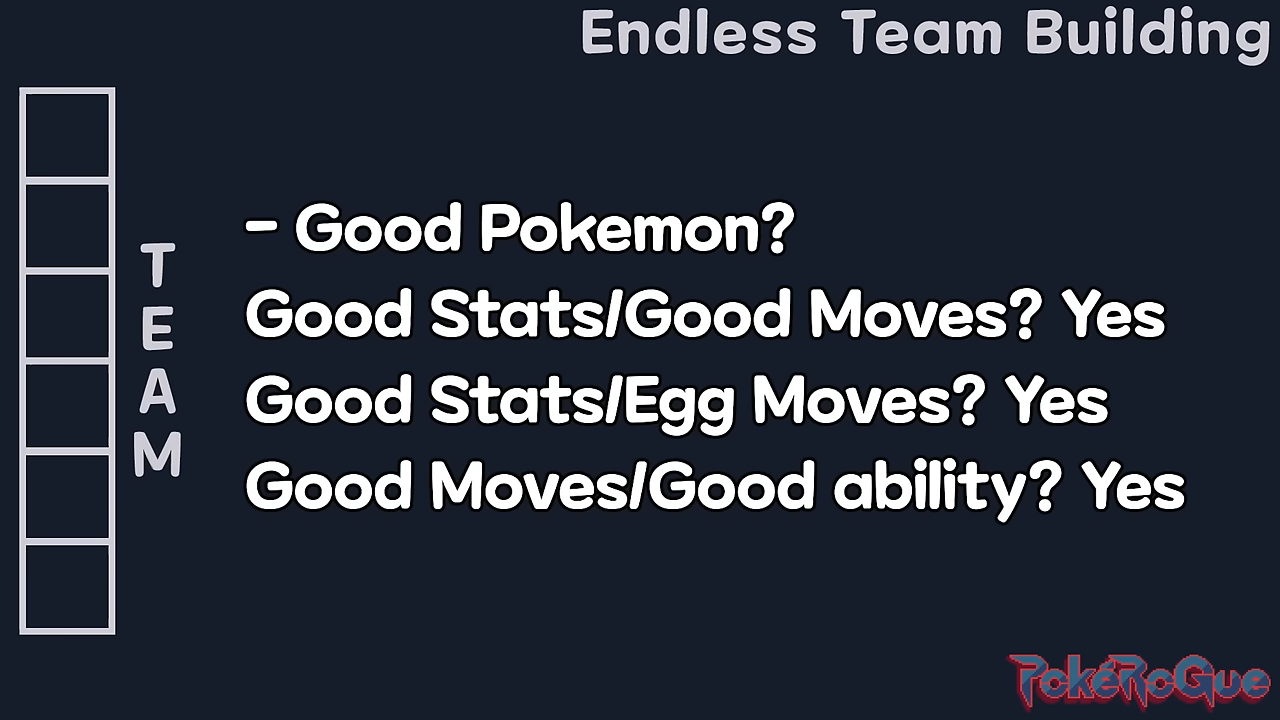 Endless Team Building
TEAM
- Good Pokemon?
Good Stats/Good Moves? Yes
Good Stats/Egg Moves? Yes
Good Moves/Good ability? Yes
PokéRoGue